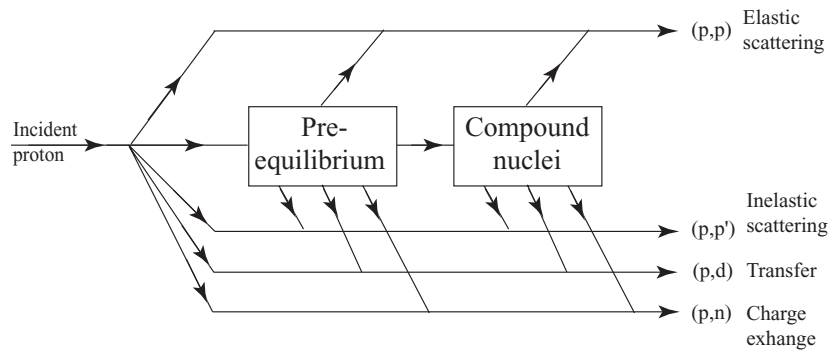 (p,p) Elastic
scattering
Incident
proton
Pre-
equilibrium
Compound
nuclei
Inelastic
(p,p') scattering
(p,d) Transfer
(p,n) Charge
exhange